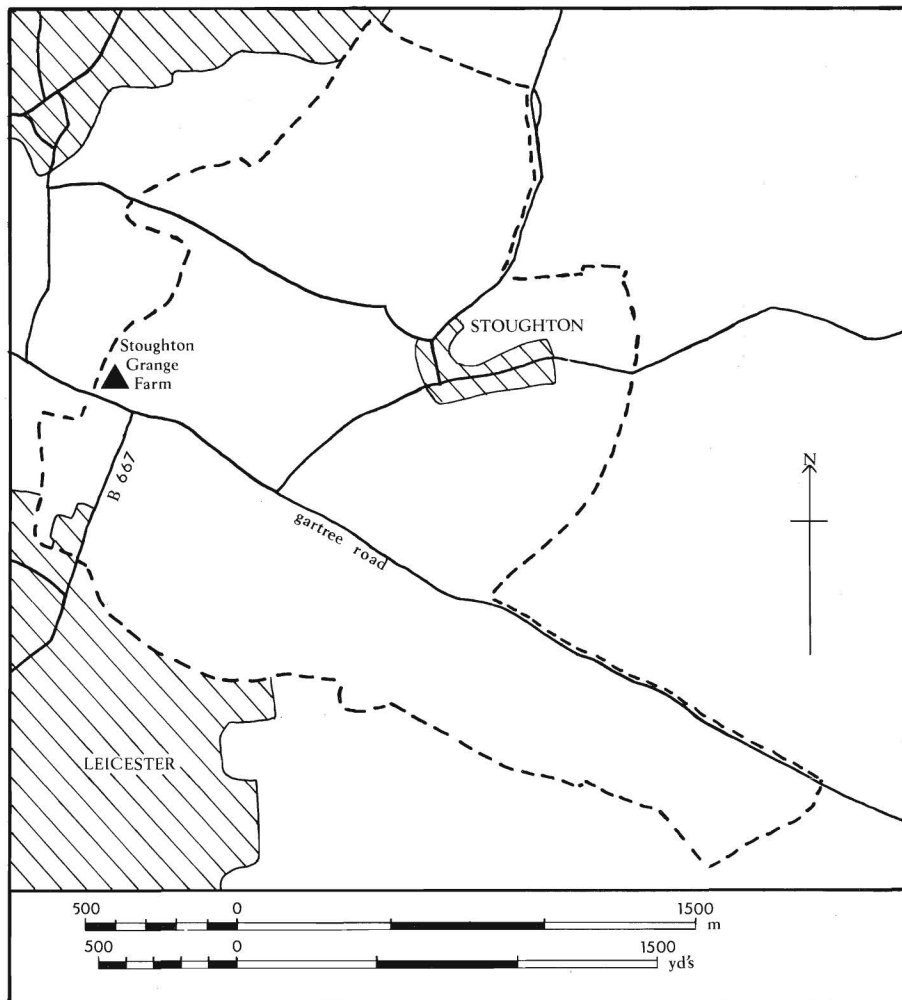 STOUGHTON
Stoughton
Grange
Farm
N
B 667
gartree road
LEICESTER
500 0 1500
m
500 0 1500
yd's